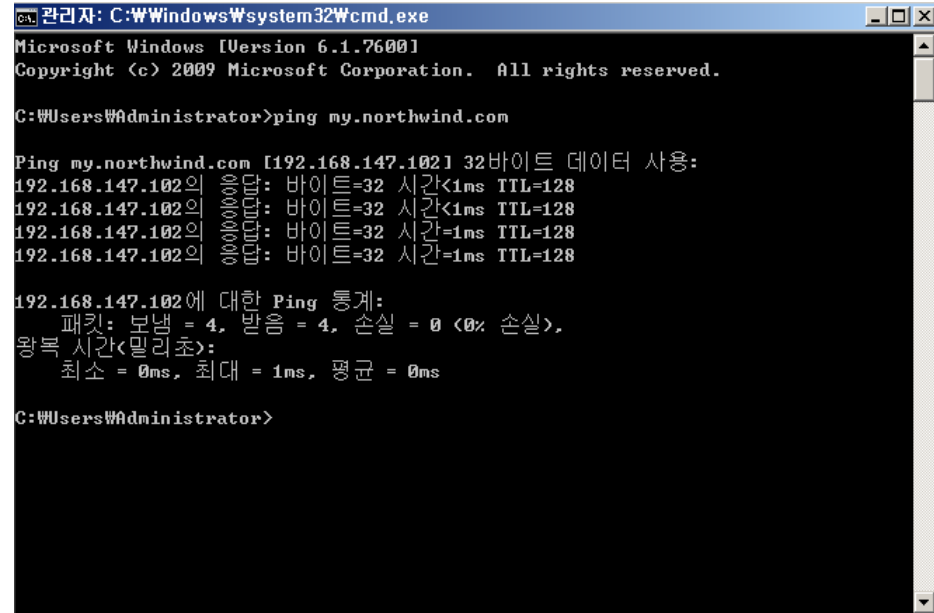 관리자: C:₩Windows₩system32₩cmd.exe
Microsoft Windows [Version 6.1.7600]
Copyright (c) 2009 Microsoft Corporation.  All rights reserved.
C:₩Users₩Administrator>ping my.northwind.com
Ping my.northwind.com [192.168.147.102] 32바이트 데이터 사용:
192.168.147.102의 응답: 바이트=32 시간<1ms TTL=128
192.168.147.102의 응답: 바이트=32 시간<1ms TTL=128
192.168.147.102의 응답: 바이트=32 시간=1ms TTL=128
192.168.147.102의 응답: 바이트=32 시간=1ms TTL=128
192.168.147.102에 대한 Ping 통계:
패킷: 보냄 = 4, 받음 = 4, 손실 = 0 (0% 손실),
왕복 시간(밀리초):
최소 = 0ms, 최대 = 1ms, 평균 = 0ms
C:₩Users₩Administrator>